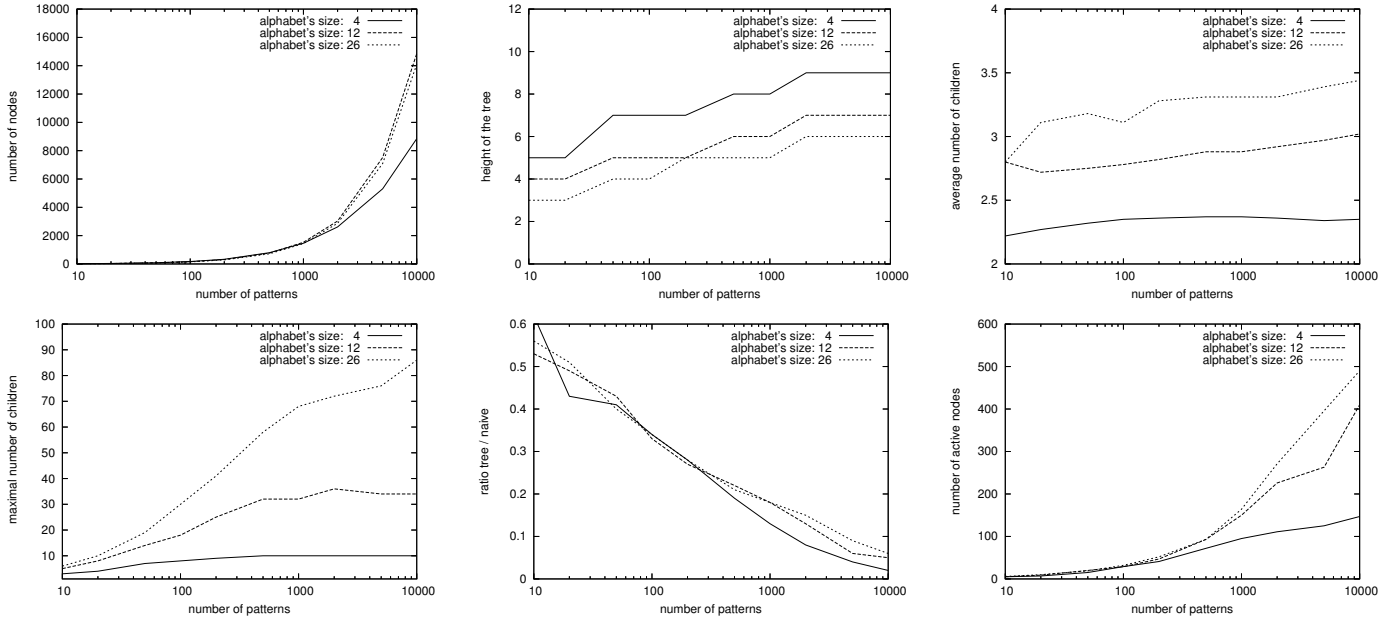 number of nodes
18000
16000
14000
12000
10000
8000
6000
4000
2000
0
10
100
1000
10000
number of patterns
alphabet's size: 4
alphabet's size: 12
alphabet's size: 26
height of the tree
12
10
8
6
4
2
0
10
100
1000
10000
number of patterns
alphabet's size: 4
alphabet's size: 12
alphabet's size: 26
average number of children
4
3.5
3
2.5
2
10
100
1000
10000
number of patterns
alphabet's size: 4
alphabet's size: 12
alphabet's size: 26
maximal number of children
100
90
80
70
60
50
40
30
20
10
10
100
1000
10000
number of patterns
alphabet's size: 4
alphabet's size: 12
alphabet's size: 26
ratio tree / naive
0.6
0.5
0.4
0.3
0.2
0.1
0
10
100
1000
10000
number of patterns
alphabet's size: 4
alphabet's size: 12
alphabet's size: 26
number of active nodes
600
500
400
300
200
100
0
10
100
1000
10000
number of patterns
alphabet's size: 4
alphabet's size: 12
alphabet's size: 26